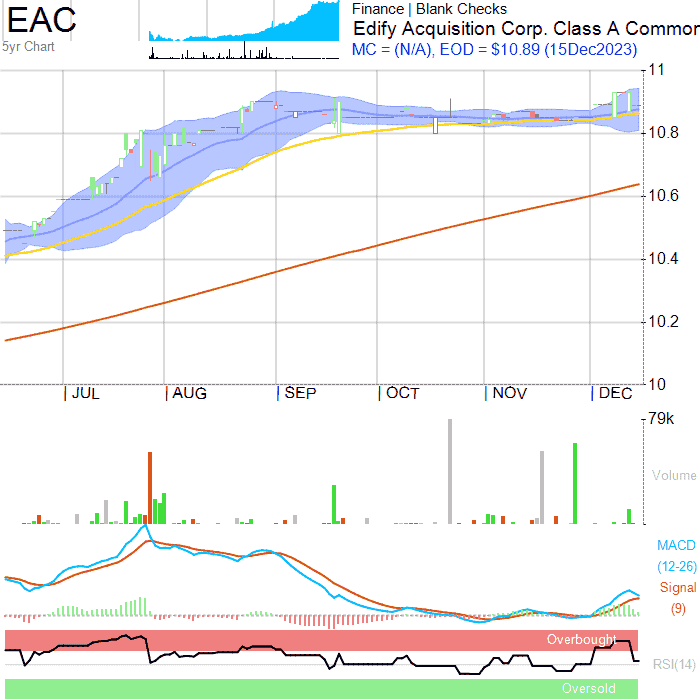 EAC
5yr Chart
Finance | Blank Checks
Edify Acquisition Corp. Class A Common
MC = (N/A), EOD = $10.89 (15Dec2023)
11
10.8
10.6
10.4
10.2
10
JUL AUG SEP OCT NOV DEC
79k
Volume
MACD
(12-26)
Signal
(9)
Overbought
RSI(14)
Oversold